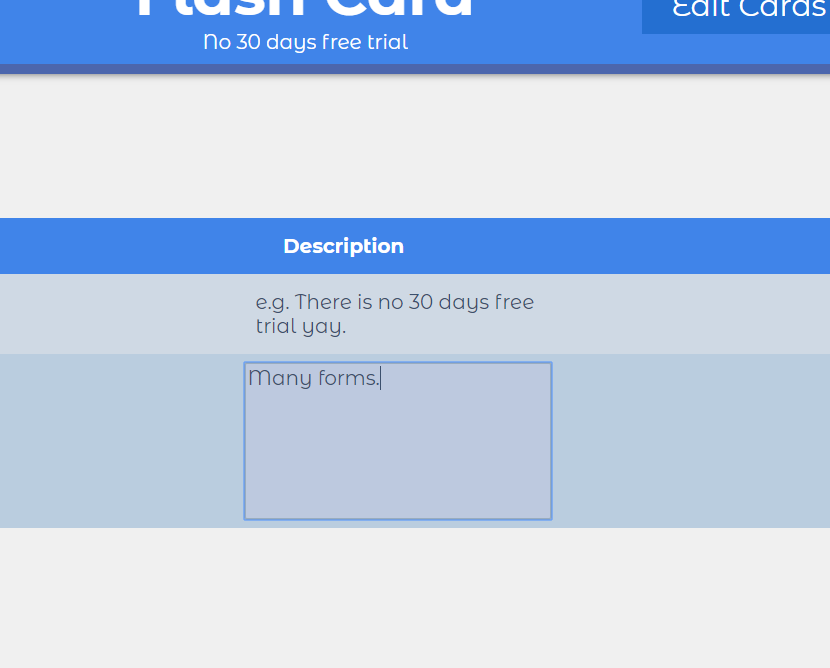 Flash Card
Edit Cards
No 30 days free trial
Description
e.g. There is no 30 days free
trial yay.
Many forms.